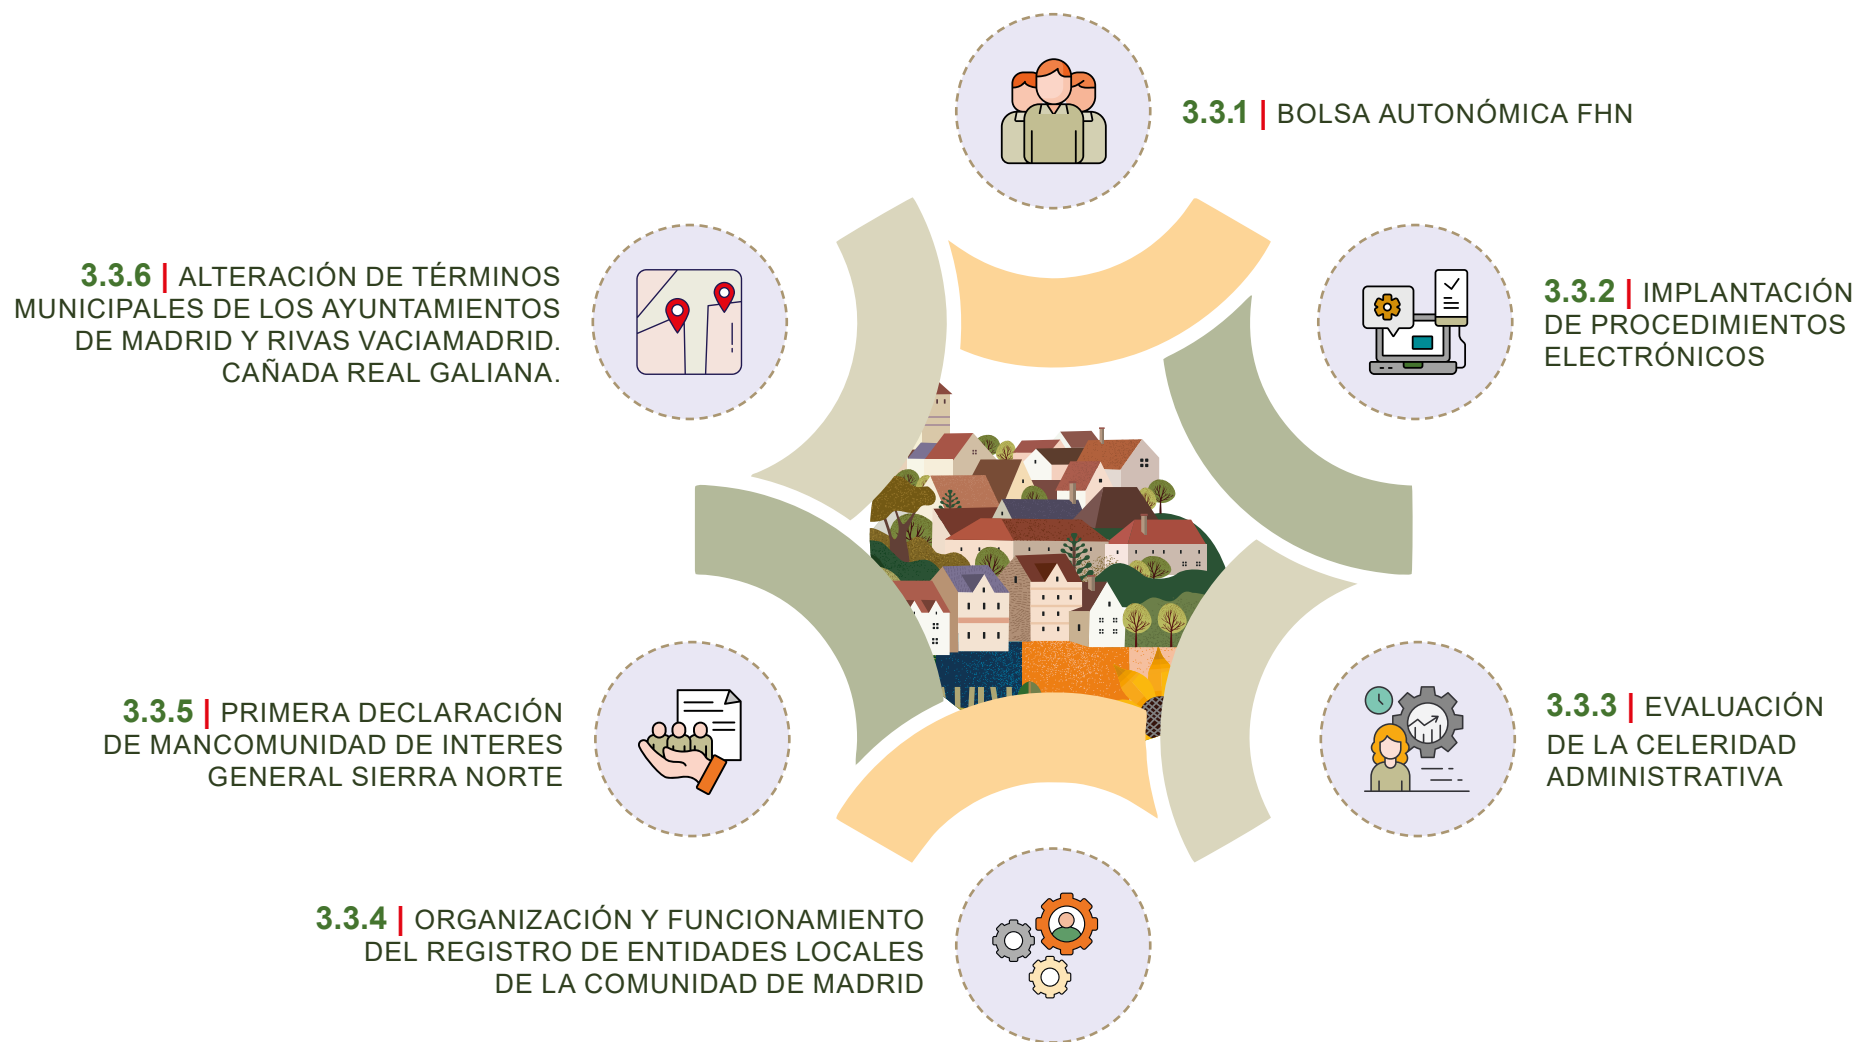 3.3.1 | BOLSA AUTONÓMICA FHN
3.3.2 | IMPLANTACIÓN
DE PROCEDIMIENTOS
ELECTRÓNICOS
3.3.3 | EVALUACIÓN
DE LA CELERIDAD
ADMINISTRATIVA
3.3.4 | ORGANIZACIÓN Y FUNCIONAMIENTO
DEL REGISTRO DE ENTIDADES LOCALES
DE LA COMUNIDAD DE MADRID
3.3.5 | PRIMERA DECLARACIÓN
DE MANCOMUNIDAD DE INTERES
GENERAL SIERRA NORTE
3.3.6 | ALTERACIÓN DE TÉRMINOS
MUNICIPALES DE LOS AYUNTAMIENTOS
DE MADRID Y RIVAS VACIAMADRID.
CAÑADA REAL GALIANA.